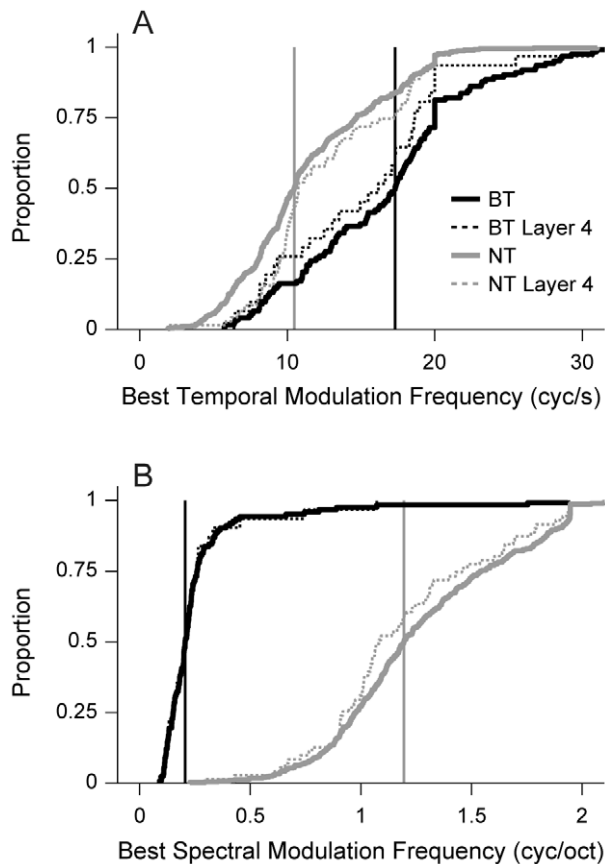 A
1
0.75
0.5
0.25
0
Proportion
BT
BT Layer 4
NT
NT Layer 4
0 10 20 30
Best Temporal Modulation Frequency (cyc/s)
B
1
0.75
0.5
0.25
0
Proportion
0 0.5 1 1.5 2
Best Spectral Modulation Frequency (cyc/oct)